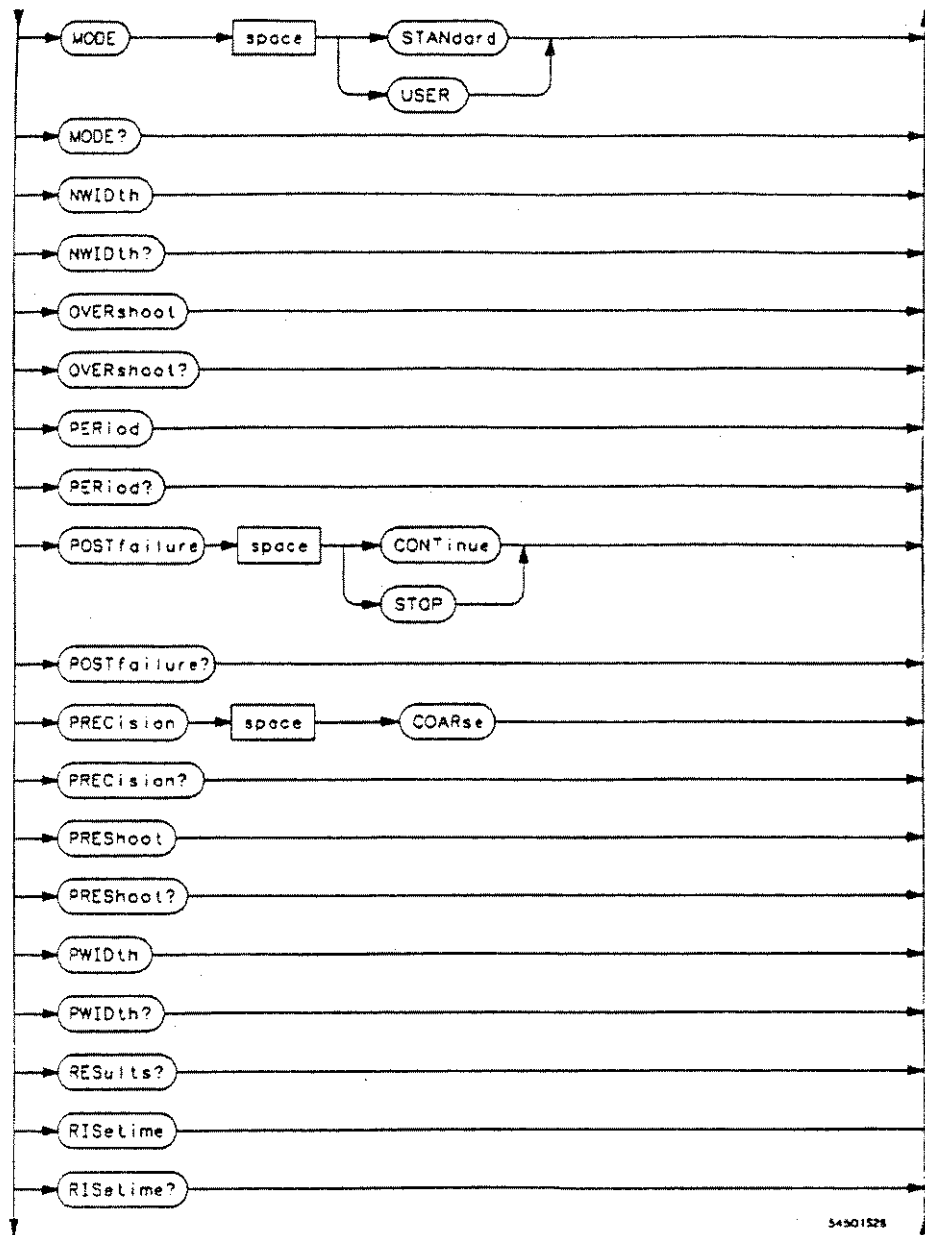 MODE space STANdard
USER
MODE?
NWIDth
NWIDth?
OVERshoot
OVERshoot?
PERiod
PERiod?
POSTfailure space CONTinue
STOP
POSTfailure?
PRECision space COARse
PRECision?
PREShoot
PREShoot?
PWIDth
PWIDth?
RESults?
RISetime
RISetime?
54501S28